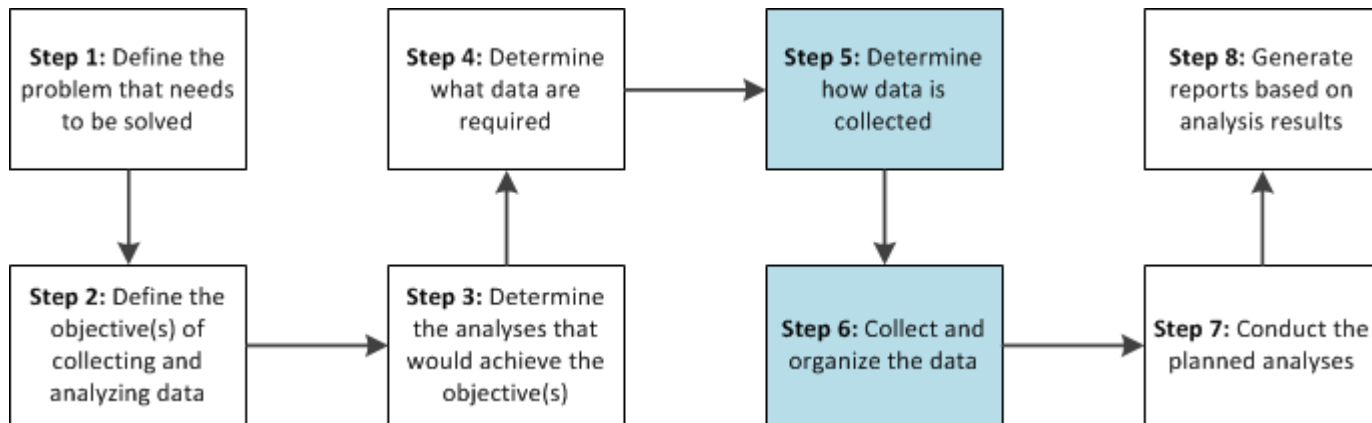 Step 1: Define the
problem that needs
to be solved
Step 2: Define the
objective(s) of
collecting and
analyzing data
Step 3: Determine
the analyses that
would achieve the
objective(s)
Step 4: Determine
what data are
required
Step 5: Determine
how data is
collected
Step 6: Collect and
organize the data
Step 7: Conduct the
planned analyses
Step 8: Generate
reports based on
analysis results